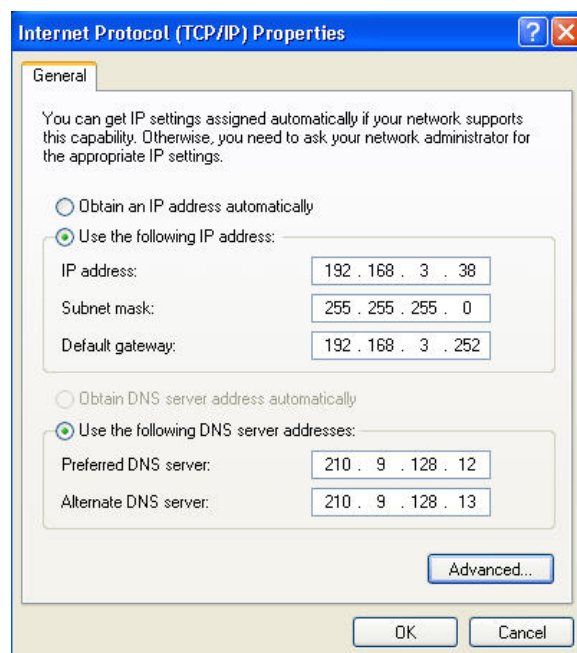 Internet Protocol (TCP/IP) Properties
General
You can get IP settings assigned automatically if your network supports
this capability. Otherwise, you need to ask your network administrator for
the appropriate IP settings.
Obtain an IP address automatically
Use the following IP address:
IP address: 192 . 168 . 3 . 38
Subnet mask: 255 . 255 . 255 . 0
Default gateway: 192 . 168 . 3 . 252
Obtain DNS server address automatically
Use the following DNS server addresses:
Preferred DNS server: 210 . 9 . 128 . 12
Alternate DNS server: 210 . 9 . 128 . 13
Advanced...
OK Cancel